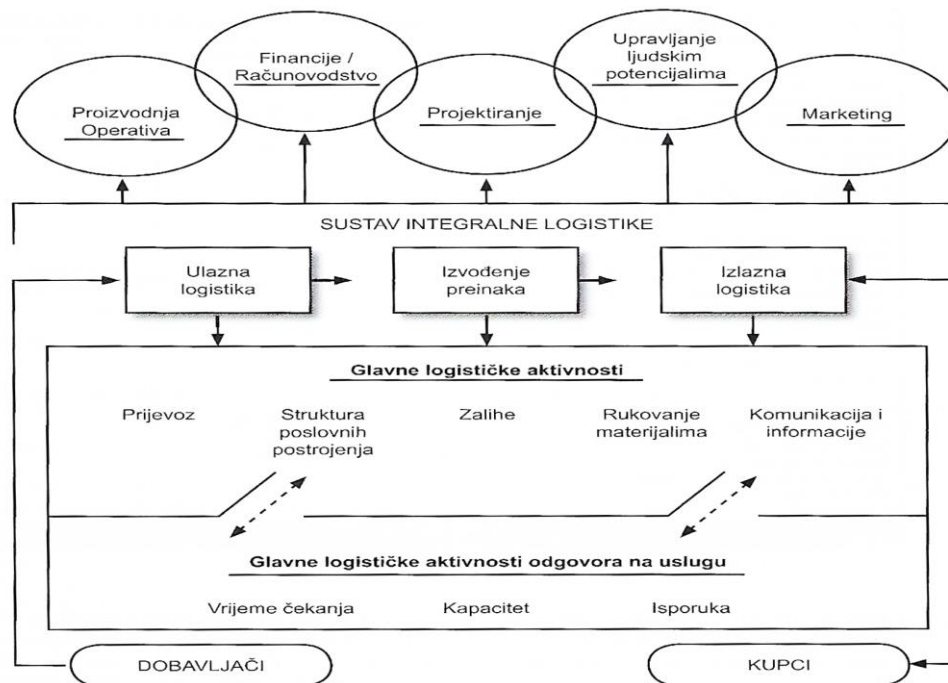 Financije /
Računovodstvo
Upravljanje
ljudskim
potencijalima
Proizvodnja
Operativa
Projektiranje
Marketing
SUSTAV INTEGRALNE LOGISTIKE
Ulazna
logistika
Izvođenje
preinaka
Izlazna
logistika
Glavne logističke aktivnosti
Prijevoz
Struktura
poslovnih
postrojenja
Zalihe
Rukovanje
materijalima
Komunikacija i
informacije
Glavne logističke aktivnosti odgovora na uslugu
Vrijeme čekanja
Kapacitet
Isporuka
DOBAVLJAČI
KUPCI